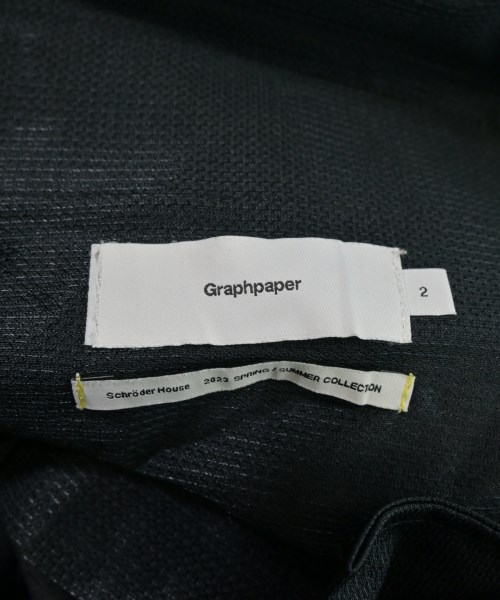 Graphpaper
2
Schröder House 2023 SPRING / SUMMER COLLECTION